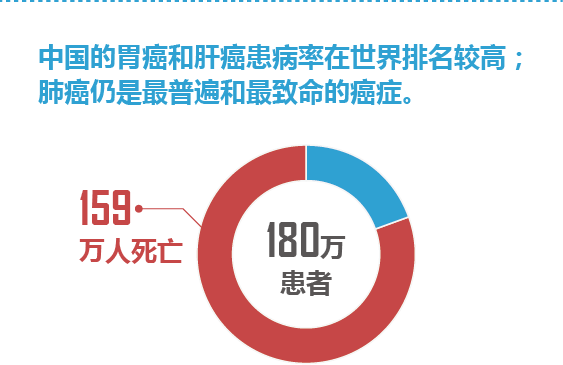 中国的胃癌和肝癌患病率在世界排名较高；
肺癌仍是最普遍和最致命的癌症。
159
万人死亡
180万
患者